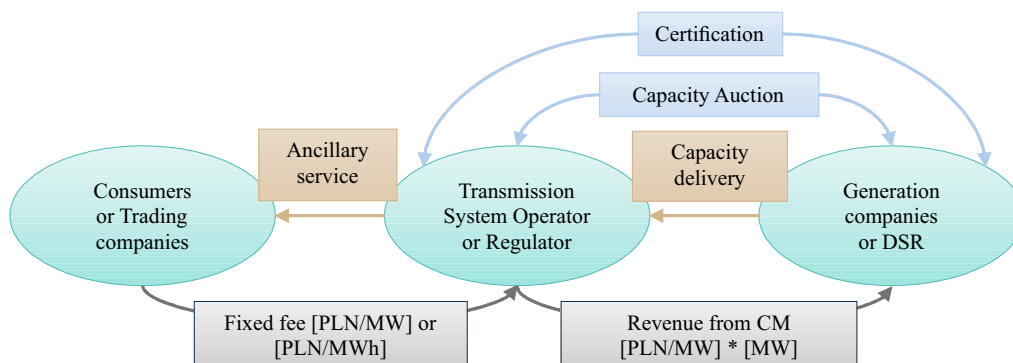 Certification
Capacity Auction
Ancillary
service
Capacity
delivery
Consumers
or Trading
companies
Transmission
System Operator
or Regulator
Generation
companies
or DSR
Fixed fee [PLN/MW] or
[PLN/MWh]
Revenue from CM
[PLN/MW] * [MW]